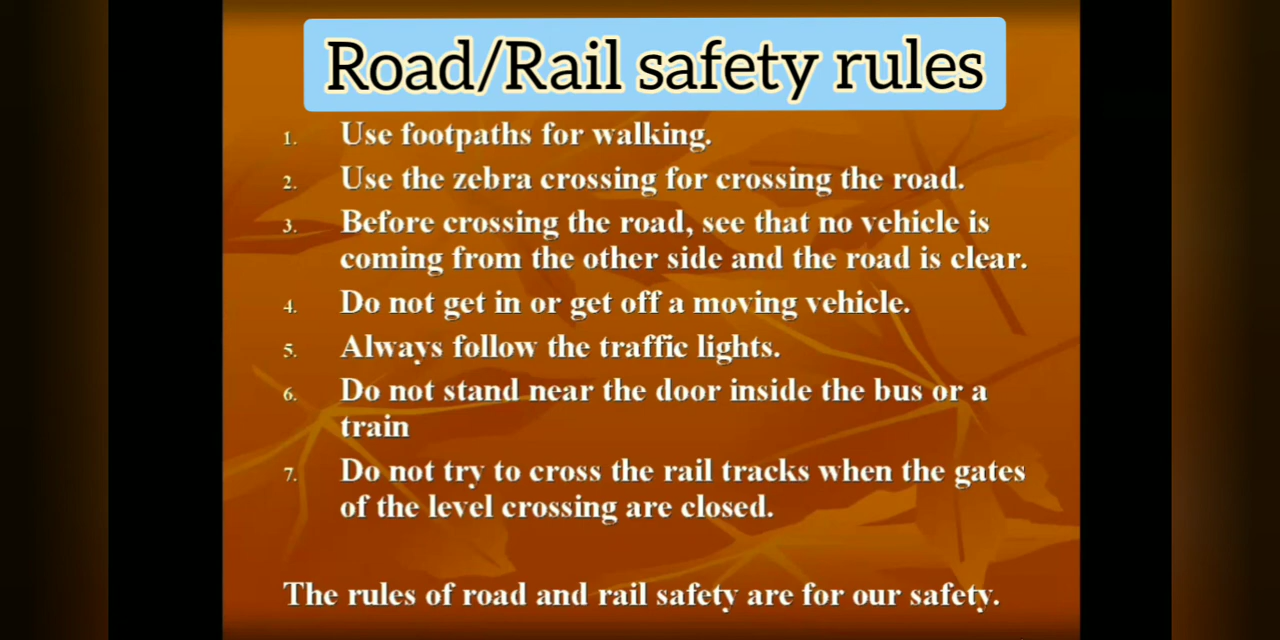 Road/Rail safety rules
1. Use footpaths for walking.
2. Use the zebra crossing for crossing the road.
3. Before crossing the road, see that no vehicle is
coming from the other side and the road is clear.
4. Do not get in or get off a moving vehicle.
5. Always follow the traffic lights.
6. Do not stand near the door inside the bus or a
train
7. Do not try to cross the rail tracks when the gates
of the level crossing are closed.
The rules of road and rail safety are for our safety.